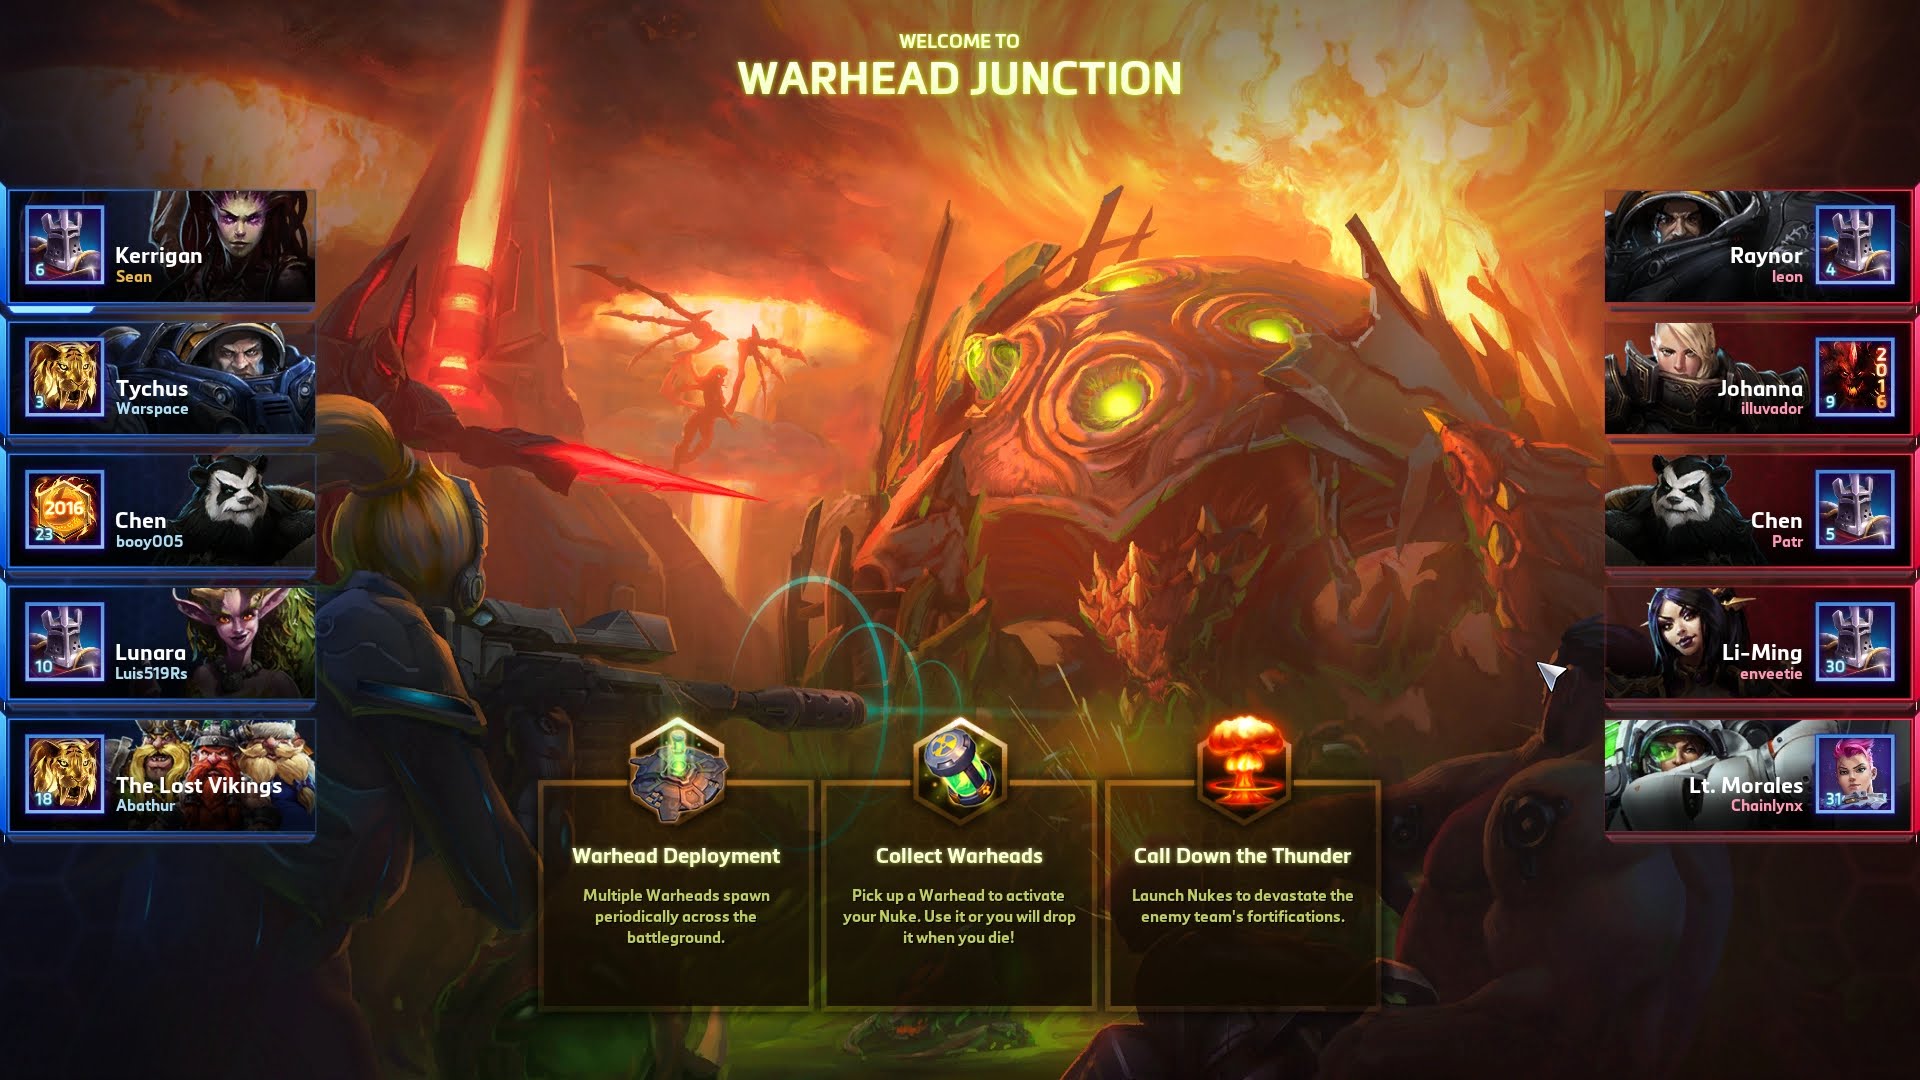 WELCOME TO
WARHEAD JUNCTION
6
Kerrigan
Sean
3
Tychus
Warspace
2016
23
Chen
booy005
10
Lunara
Luis519Rs
18
The Lost Vikings
Abathur
Raynor
leon
4
Johanna
illuvador
2016
9
Chen
Patr
5
Li-Ming
enveetie
30
Lt. Morales
Chainlynx
31
Warhead Deployment
Multiple Warheads spawn
periodically across the
battleground.
Collect Warheads
Pick up a Warhead to activate
your Nuke. Use it or you will drop
it when you die!
Call Down the Thunder
Launch Nukes to devastate the
enemy team's fortifications.